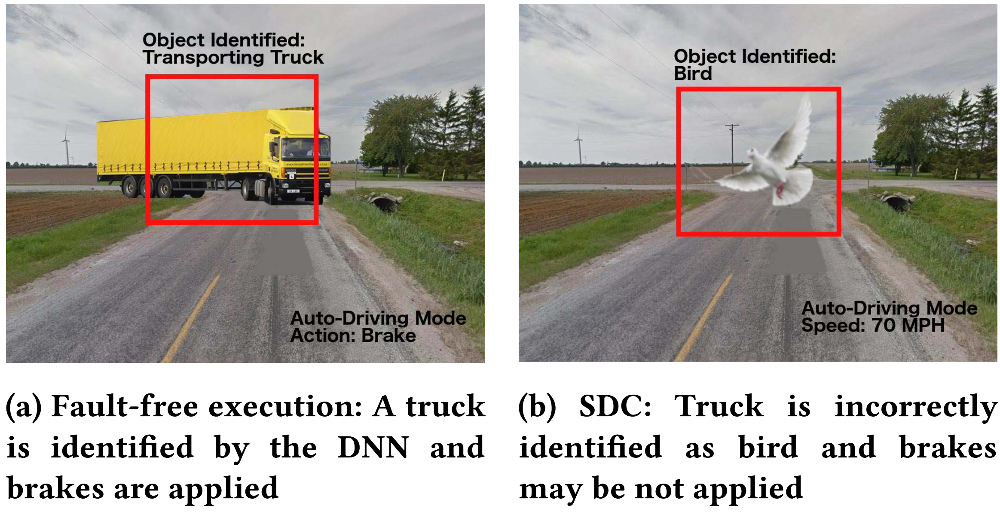 Object Identified:
Transporting Truck
Auto-Driving Mode
Action: Brake
(a) Fault-free execution: A truck
is identified by the DNN and
brakes are applied
Object Identified:
Bird
Auto-Driving Mode
Speed: 70 MPH
(b) SDC: Truck is incorrectly
identified as bird and brakes
may be not applied